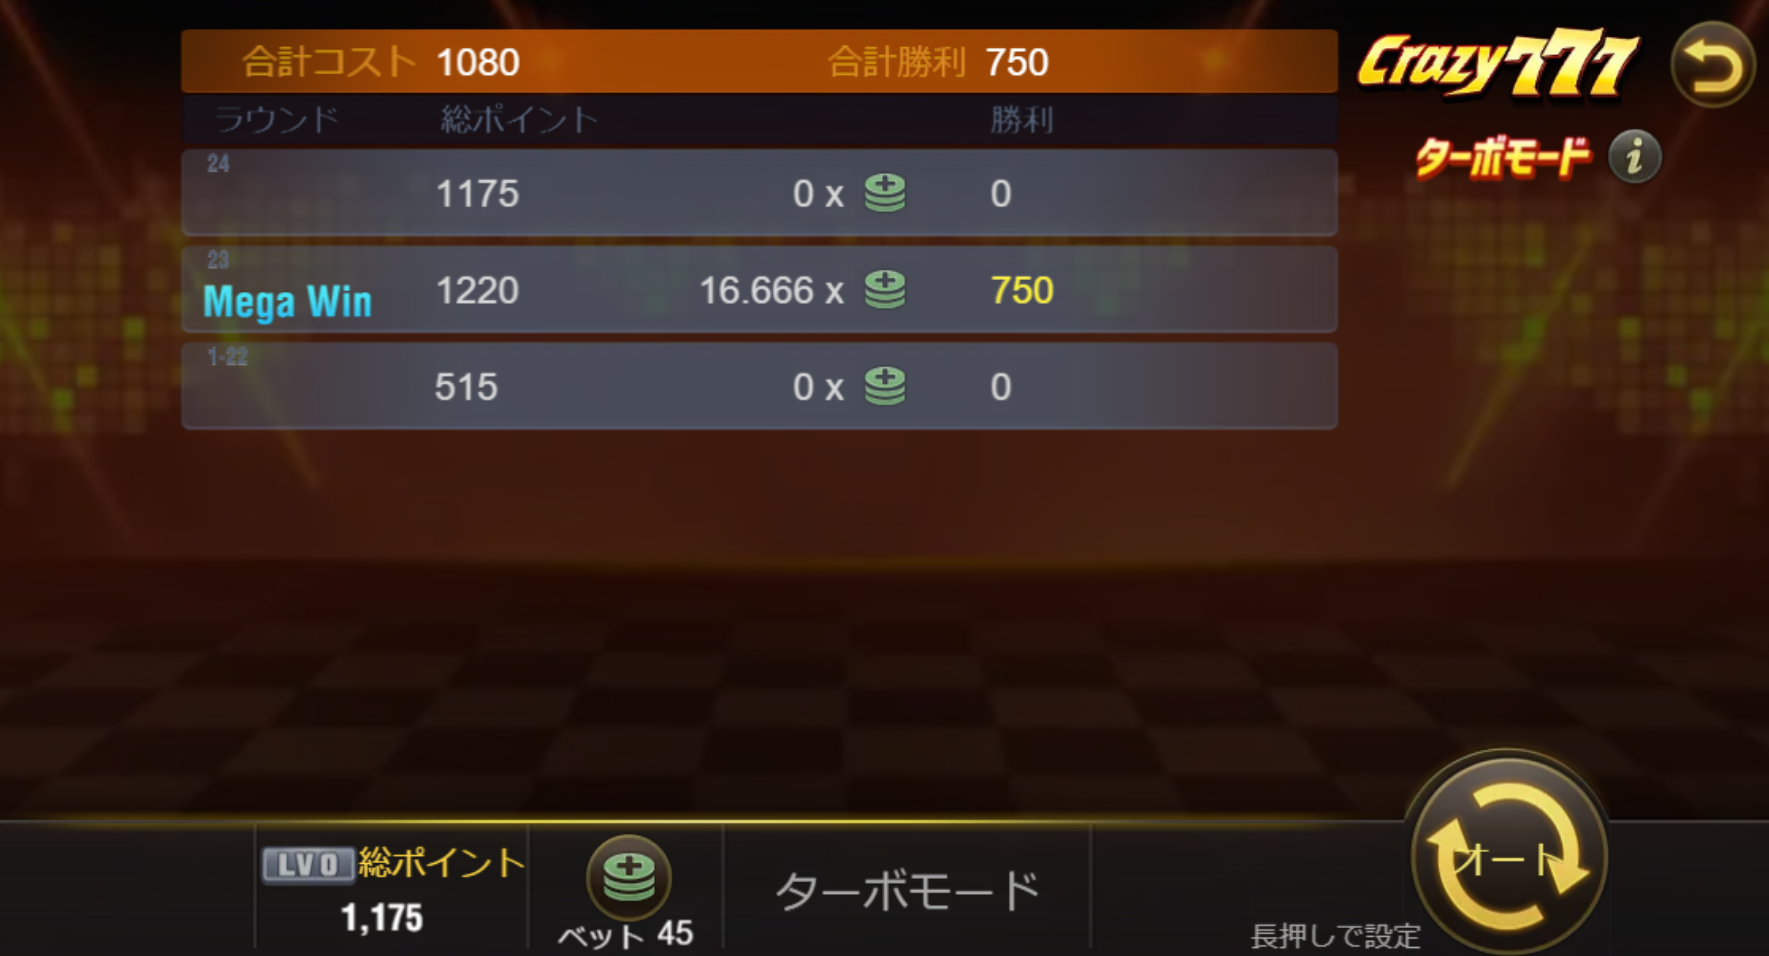 合計コスト 1080 合計勝利 750
Crazy777
ラウンド 総ポイント 勝利
ターボモード i
24
1175 0 x 0
23
Mega Win 1220 16.666 x 750
1-22
515 0 x 0
LV0 総ポイント
1,175
ベット 45
ターボモード
長押しで設定
オート